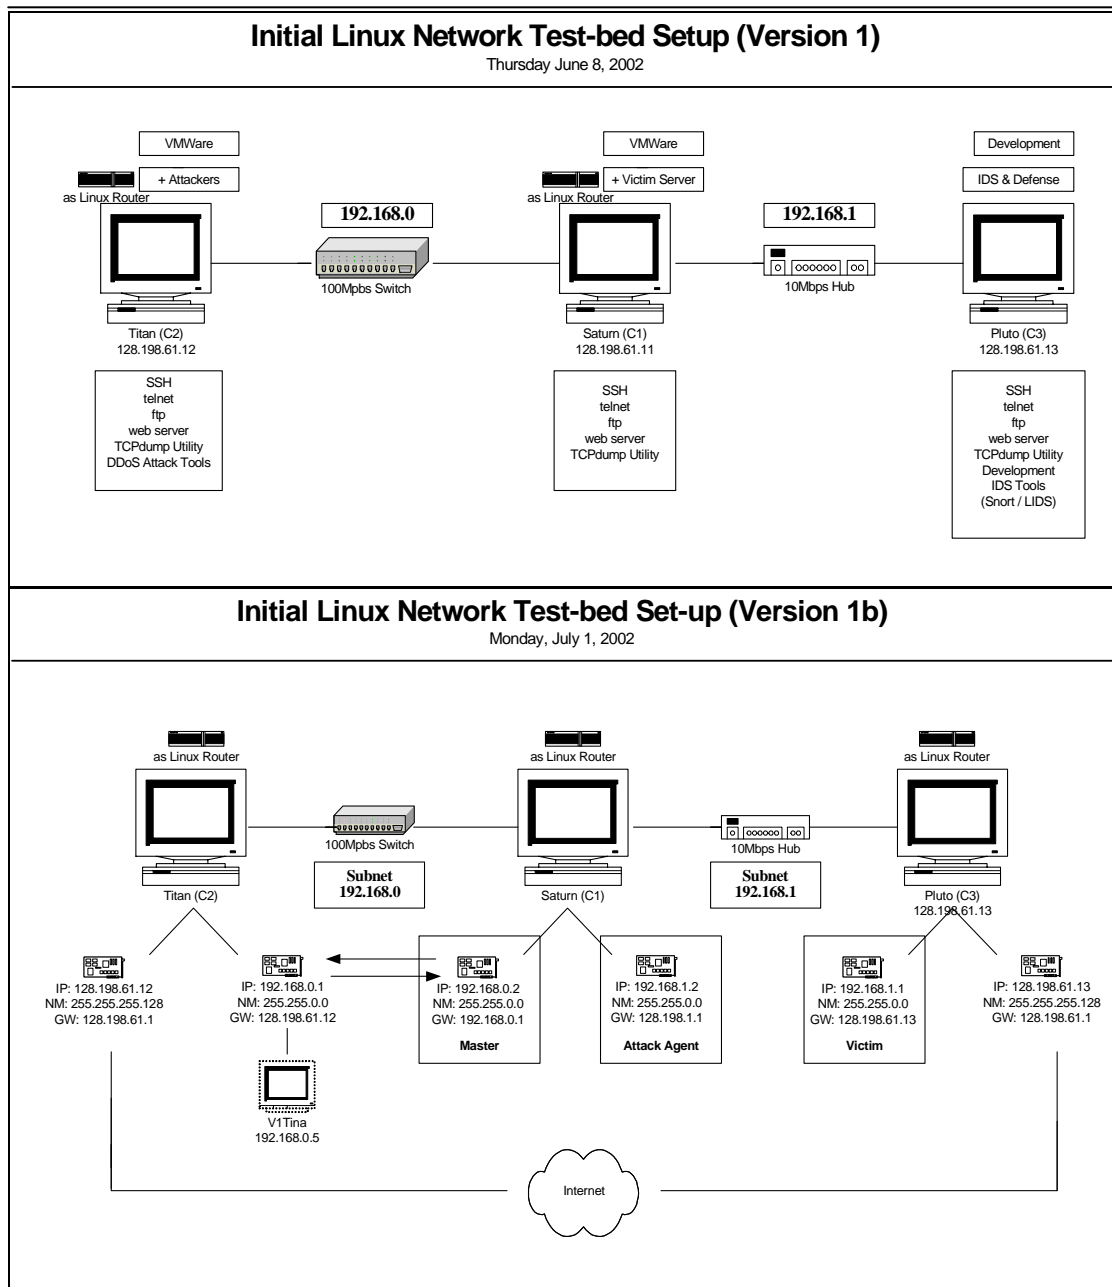 Initial Linux Network Test-bed Setup (Version 1)
Thursday June 8, 2002
VMWare
+ Attackers
as Linux Router
192.168.0
100Mpbs Switch
Titan (C2)
128.198.61.12
VMWare
+ Victim Server
as Linux Router
192.168.1
10Mbps Hub
Saturn (C1)
128.198.61.11
Development
IDS & Defense
Pluto (C3)
128.198.61.13
SSH
telnet
ftp
web server
TCPdump Utility
DDoS Attack Tools
SSH
telnet
ftp
web server
TCPdump Utility
SSH
telnet
ftp
web server
TCPdump Utility
Development
IDS Tools
(Snort / LIDS)
Initial Linux Network Test-bed Set-up (Version 1b)
Monday, July 1, 2002
as Linux Router
as Linux Router
as Linux Router
100Mpbs Switch
10Mbps Hub
Subnet
192.168.0
Subnet
192.168.1
Titan (C2)
Saturn (C1)
Pluto (C3)
128.198.61.13
IP: 128.198.61.12
NM: 255.255.255.128
GW: 128.198.61.1
IP: 192.168.0.1
NM: 255.255.0.0
GW: 128.198.61.12
IP: 192.168.0.2
NM: 255.255.0.0
GW: 192.168.0.1
Master
IP: 192.168.1.2
NM: 255.255.0.0
GW: 128.198.1.1
Attack Agent
IP: 192.168.1.1
NM: 255.255.0.0
GW: 128.198.61.13
Victim
IP: 128.198.61.13
NM: 255.255.255.128
GW: 128.198.61.1
V1Tina
192.168.0.5
Internet